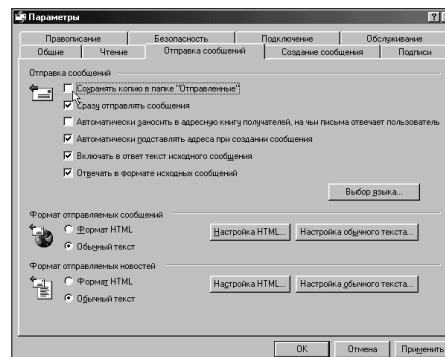 Параметры
Правописание Безопасность Подключение Обслуживание
Общие Чтение Отправка сообщений Создание сообщения Подписи
Отправка сообщений
Сохранять копию в папке "Отправленные"
Сразу отправлять сообщения
Автоматически заносить в адресную книгу получателей, на чьи письма отвечает пользователь
Автоматически подставлять адреса при создании сообщения
Включать в ответ текст исходного сообщения
Отвечать в формате исходных сообщений
Выбор языка...
Формат отправляемых сообщений
Формат HTML Настройка HTML... Настройка обычного текста...
Обычный текст
Формат отправляемых новостей
Формат HTML Настройка HTML... Настройка обычного текста...
Обычный текст
OK Отмена Применить